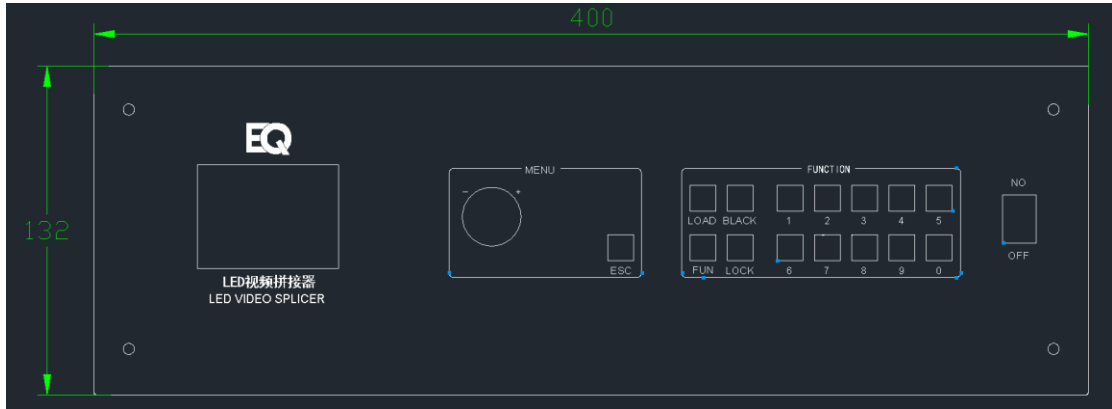 400
132
EQ
LED视频拼接器
LED VIDEO SPLICER
MENU
- +
ESC
FUNCTION
LOAD BLACK 1 2 3 4 5
FUN LOCK 6 7 8 9 0
NO
OFF